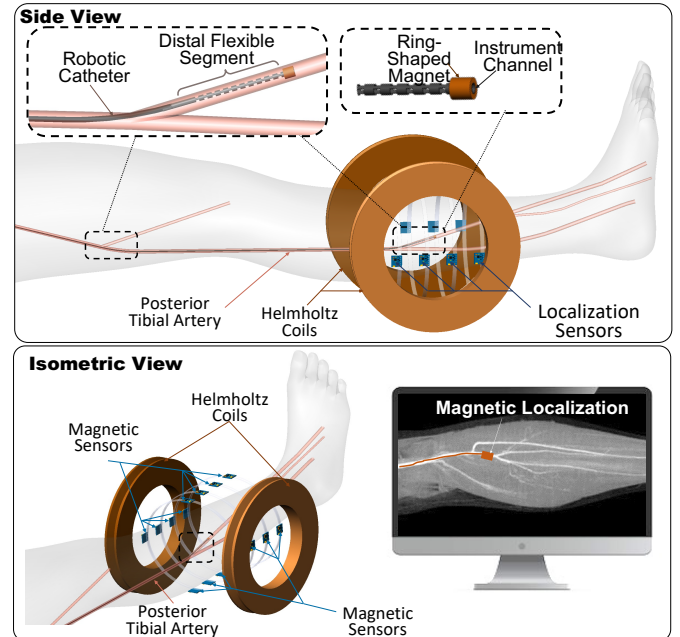 Side View
Distal Flexible
Segment
Robotic
Catheter
Ring-
Shaped
Magnet
Instrument
Channel
Posterior
Tibial Artery
Helmholtz
Coils
Localization
Sensors
Isometric View
Helmholtz
Coils
Magnetic
Sensors
Magnetic Localization
Posterior
Tibial Artery
Magnetic
Sensors